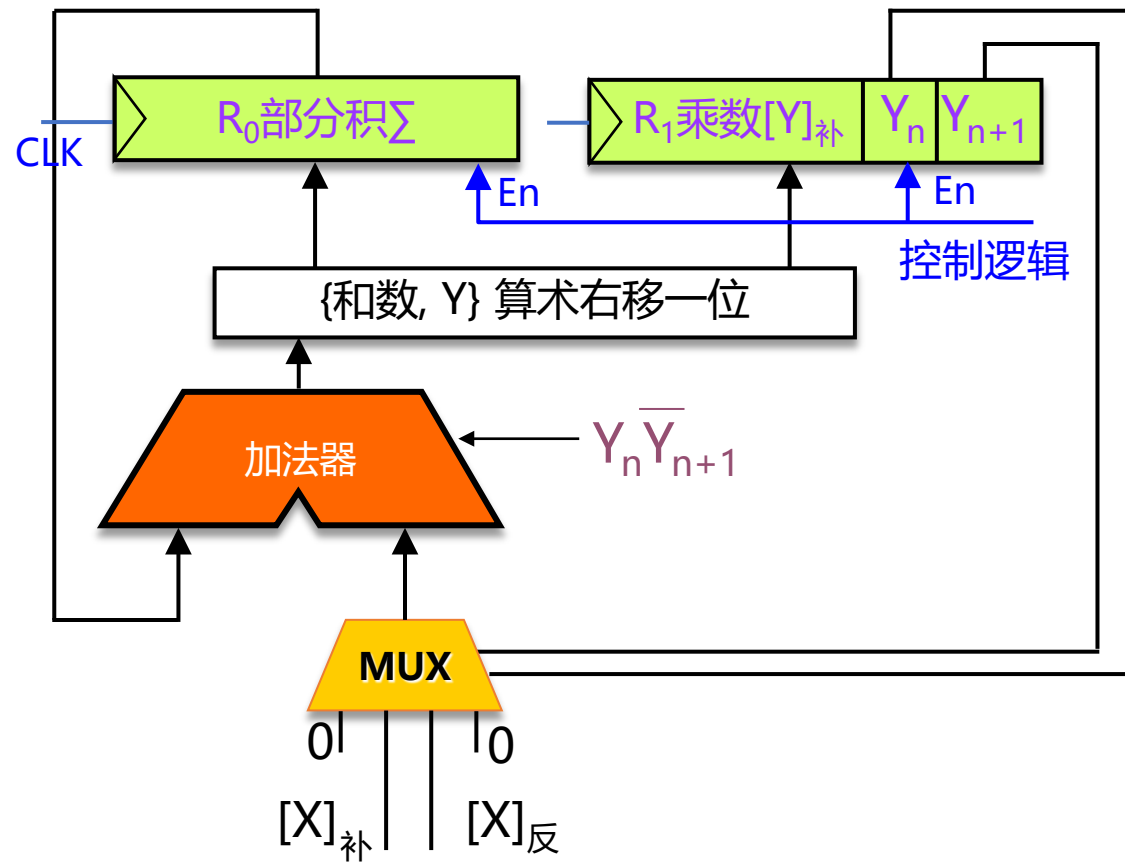 R₀部分积∑
R₁乘数[Y]补
Yₙ
Yₙ₊₁
CLK
En
En
控制逻辑
{和数, Y} 算术右移一位
加法器
YₙY̅ₙ₊₁
MUX
0
0
[X]补
[X]反